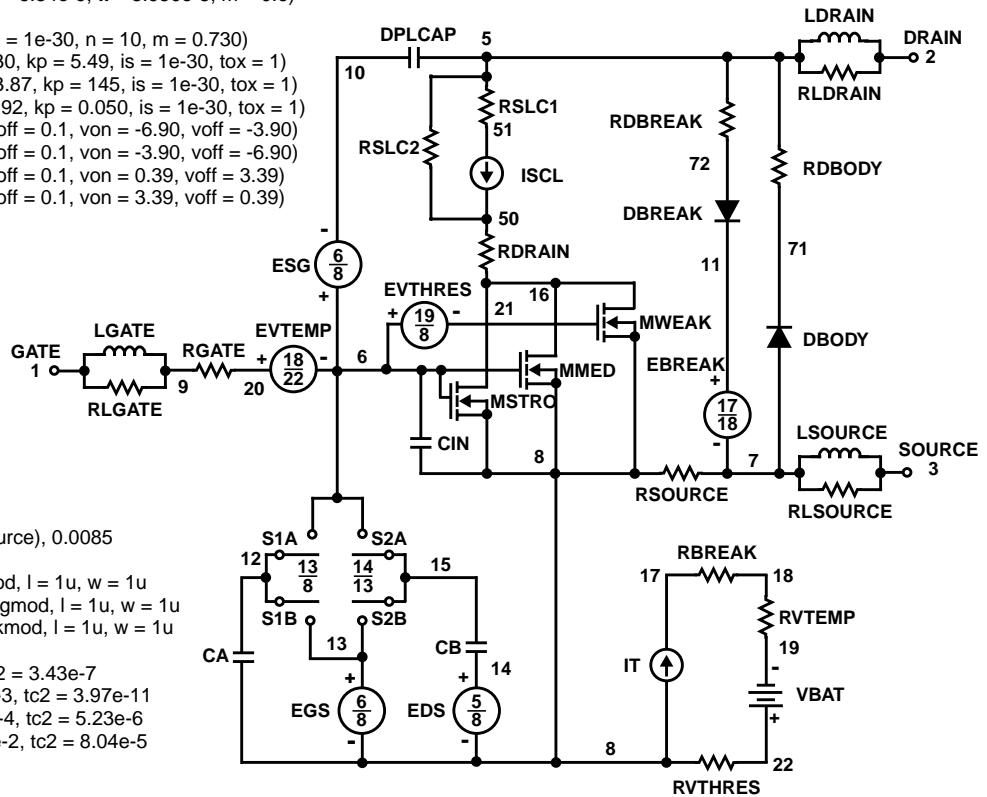 = 1e-30, n = 10, m = 0.730)
30, kp = 5.49, is = 1e-30, tox = 1)
3.87, kp = 145, is = 1e-30, tox = 1)
92, kp = 0.050, is = 1e-30, tox = 1)
off = 0.1, von = -6.90, voff = -3.90)
off = 0.1, von = -3.90, voff = -6.90)
off = 0.1, von = 0.39, voff = 3.39)
off = 0.1, von = 3.39, voff = 0.39)
DPLCAP 5
10
LDRAIN
DRAIN
2
RLDRAIN
RSLC1
51
RSLC2
ISCL
50
RDRAIN
RDBREAK
72
RDBODY
DBREAK
71
11
ESG
-
6
8
+
EVTHRES
+ 19 -
8
21
16
MWEAK
MMED
MSTRO
EBREAK
+
17
18
-
DBODY
GATE
1
LGATE
RLGATE
9
RGATE
20
EVTEMP
+ 18 -
22
6
CIN
8
RSOURCE
7
LSOURCE
SOURCE
3
RLSOURCE
urce), 0.0085
od, l = 1u, w = 1u
gmod, l = 1u, w = 1u
kmod, l = 1u, w = 1u
2 = 3.43e-7
e-3, tc2 = 3.97e-11
e-4, tc2 = 5.23e-6
e-2, tc2 = 8.04e-5
S1A
S2A
12
13
8
14
13
15
S1B
S2B
13
CA
CB
14
+
EGS
6
8
-
+
EDS
5
8
-
8
RBREAK
17
18
RVTEMP
19
-
IT
VBAT
+
22
RVTHRES